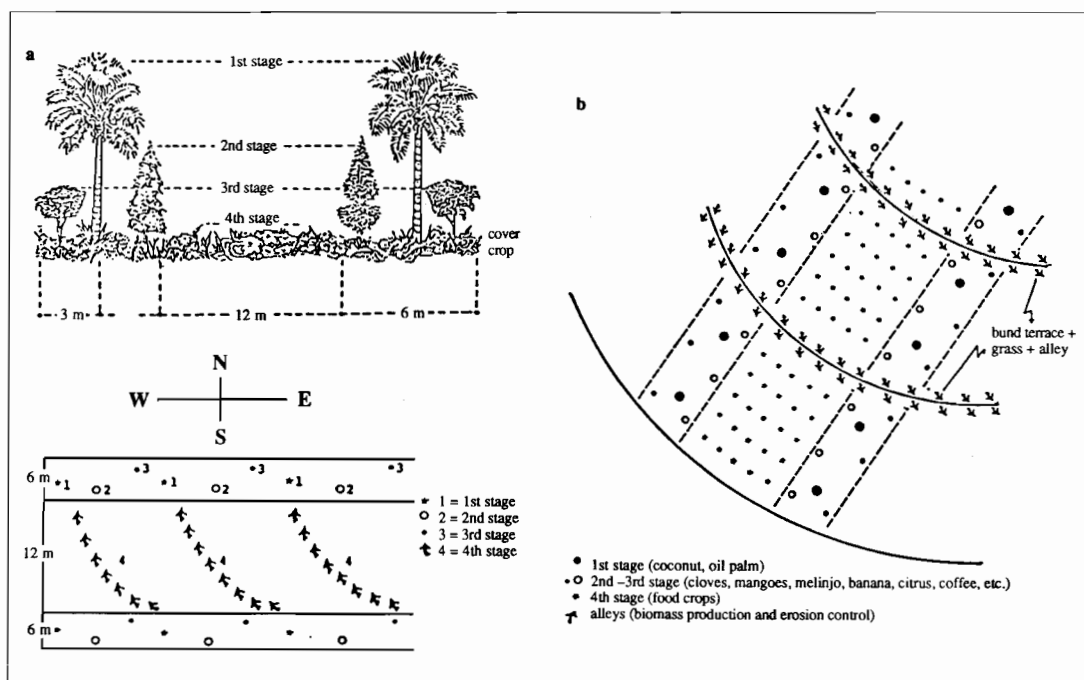 a
1st stage
2nd stage
3rd stage
4th stage
cover
crop
3 m
12 m
6 m
N
W E
S
6 m
1 2 3 1 2 3 1 2 3
12 m
4 4 4
6 m
1 = 1st stage
2 = 2nd stage
3 = 3rd stage
4 = 4th stage
b
bund terrace +
grass + alley
1st stage (coconut, oil palm)
2nd –3rd stage (cloves, mangoes, melinjo, banana, citrus, coffee, etc.)
4th stage (food crops)
alleys (biomass production and erosion control)